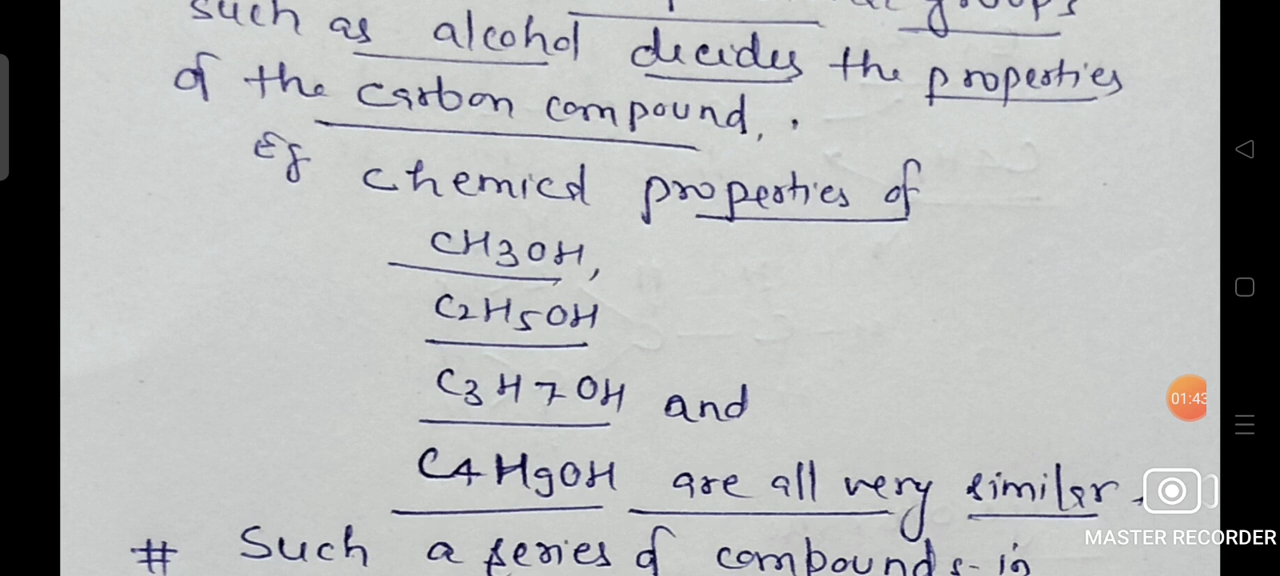 such as alcohol decides the properties
of the carbon compound.
Eg chemical properties of
CH3OH,
C2H5OH
C3H7OH and
C4H9OH are all very similar.
# Such a series of compounds in
01:43
MASTER RECORDER